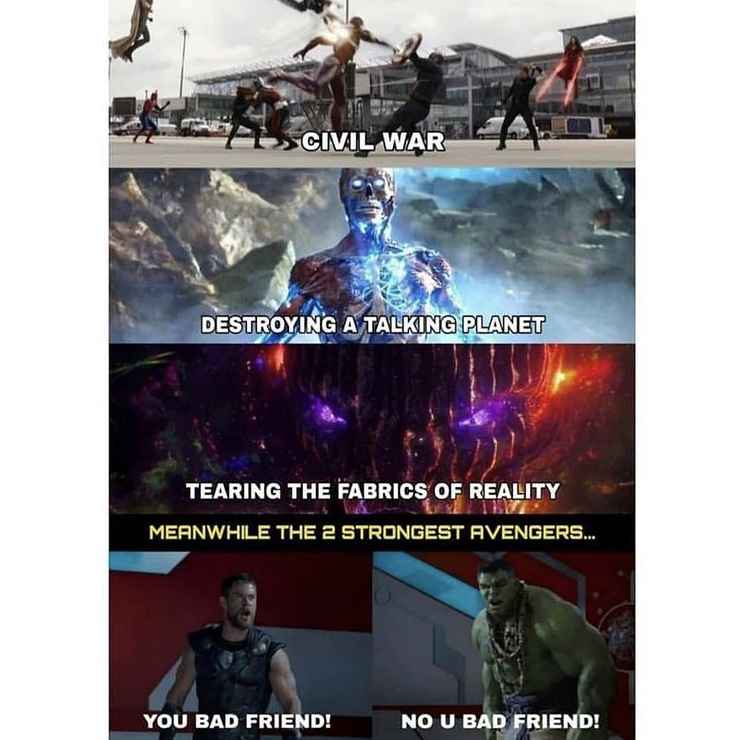 CIVIL WAR
DESTROYING A TALKING PLANET
TEARING THE FABRICS OF REALITY
MEANWHILE THE 2 STRONGEST AVENGERS...
YOU BAD FRIEND!
NO U BAD FRIEND!